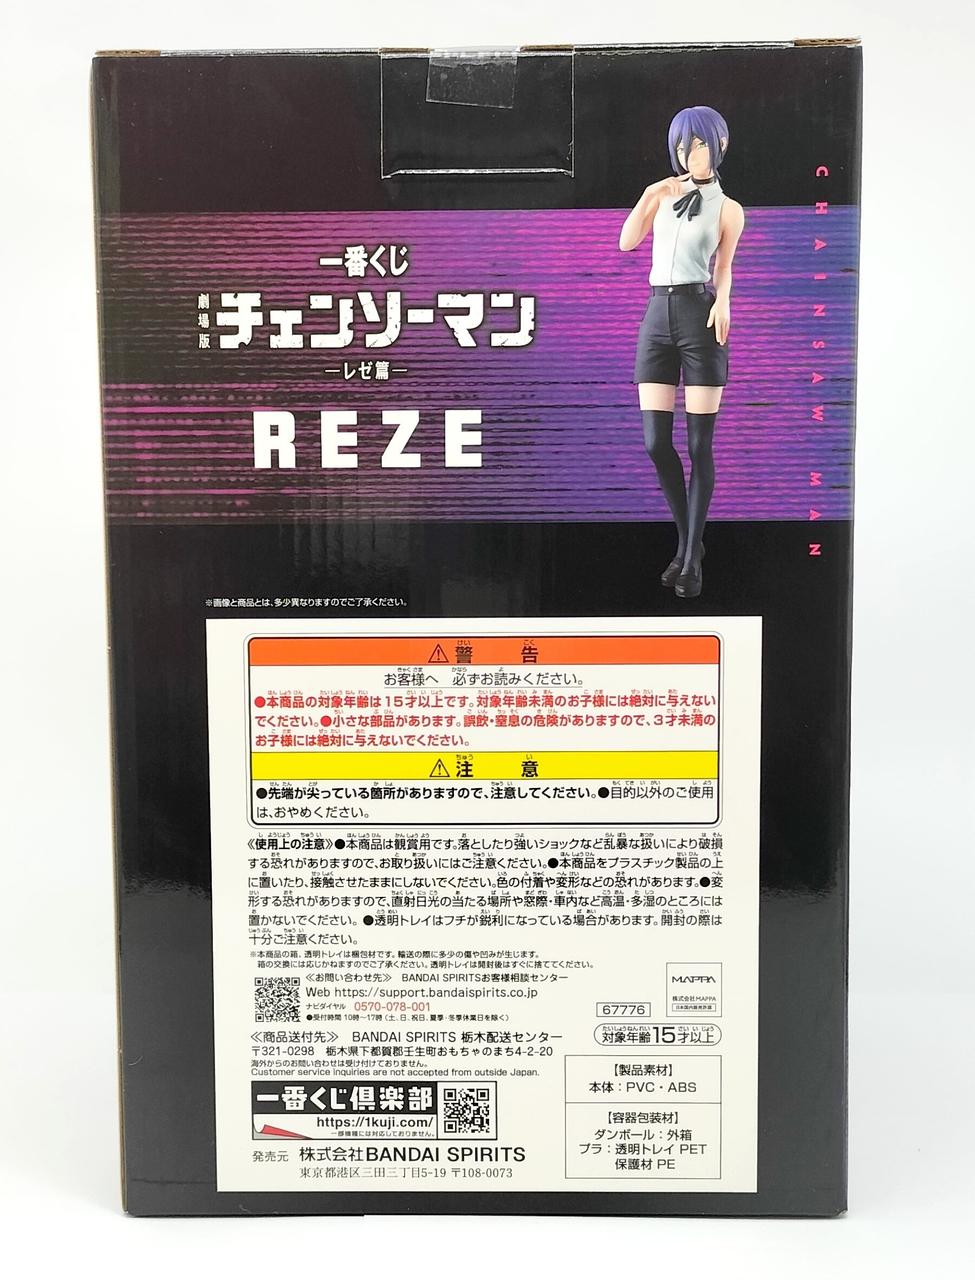 一番くじ
劇場版 チェンソーマン
―レゼ篇―
REZE
CHAINSAW MAN
※画像と商品とは、多少異なりますのでご了承ください。
⚠警告
お客様へ 必ずお読みください。
●本商品の対象年齢は15才以上です。対象年齢未満のお子様には絶対に与えない
でください。●小さな部品があります。誤飲・窒息の危険がありますので、3才未満の
お子様には絶対に与えないでください。
⚠注意
●先端が尖っている箇所がありますので、注意してください。●目的以外のご使用
は、おやめください。
《使用上の注意》●本商品は観賞用です。落としたり強いショックなど乱暴な扱いにより破損
する恐れがありますので、お取り扱いにはご注意ください。●本商品をプラスチック製品の上
に置いたり、接触させたままにしないでください。色の付着や変形などの恐れがあります。●変
形する恐れがありますので、直射日光の当たる場所や窓際・車内など高温・多湿のところには
置かないでください。●透明トレイはフチが鋭利になっている場合があります。開封の際は
十分ご注意ください。
※本商品の箱、透明トレイは梱包材です。輸送の際に多少の傷や凹みが生じます。
箱の交換には応じかねますのでご了承ください。透明トレイは開封後はすぐに捨ててください。
≪お問い合わせ先≫ BANDAI SPIRITSお客様相談センター
Web https://support.bandaispirits.co.jp
ナビダイヤル 0570-078-001
●受付時間 10時～17時（土、日、祝日、夏季・冬季休業日を除く）
MAPPA
株式会社MAPPA
日本国内販売許諾
67776
対象年齢15才以上
≪商品送付先≫ BANDAI SPIRITS 栃木配送センター
〒321-0298 栃木県下都賀郡壬生町おもちゃのまち4-2-20
海外からのお問い合わせは受け付けておりません。
Customer service inquiries are not accepted from outside Japan.
一番くじ倶楽部
https://1kuji.com/
一部機種には対応しておりません。
発売元 株式会社BANDAI SPIRITS
東京都港区三田三丁目5-19 〒108-0073
【製品素材】
本体：PVC・ABS
【容器包装材】
ダンボール：外箱
プラ：透明トレイ PET
保護材 PE